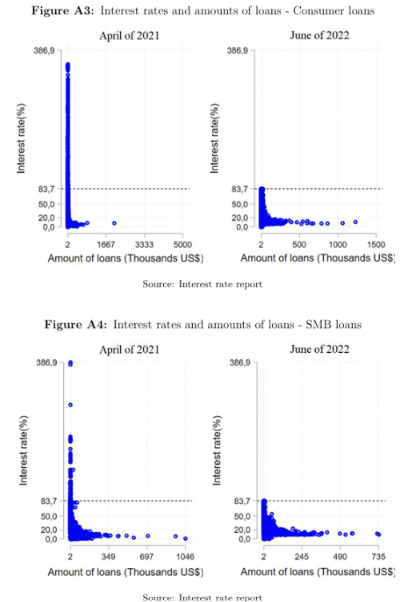 Figure A3: Interest rates and amounts of loans - Consumer loans
April of 2021
June of 2022
386,9
83,7
50,0
20,0
0,0
Interest rate(%)
2 1667 3333 5000
Amount of loans (Thousands US$)
386,9
83,7
50,0
20,0
0,0
Interest rate(%)
2 500 1000 1500
Amount of loans (Thousands US$)
Source: Interest rate report
Figure A4: Interest rates and amounts of loans - SMB loans
April of 2021
June of 2022
386,9
83,7
50,0
20,0
0,0
Interest rate(%)
2 349 697 1046
Amount of loans (Thousands US$)
386,9
83,7
50,0
20,0
0,0
Interest rate(%)
2 245 490 735
Amount of loans (Thousands US$)
Source: Interest rate report